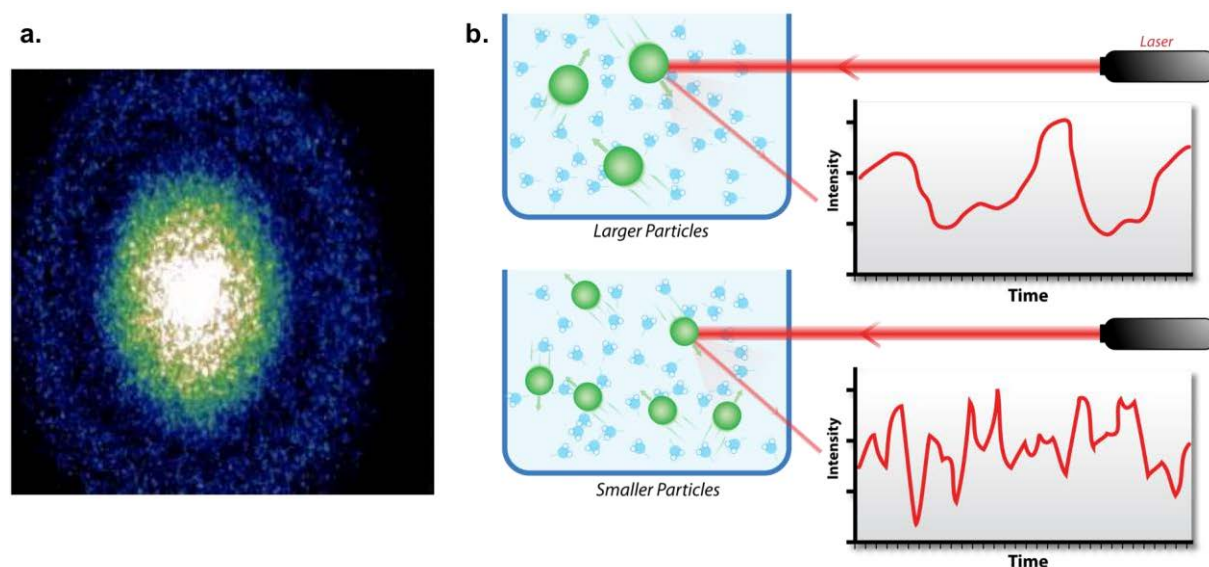 a.
b.
Laser
Intensity
Time
Larger Particles
Intensity
Time
Smaller Particles